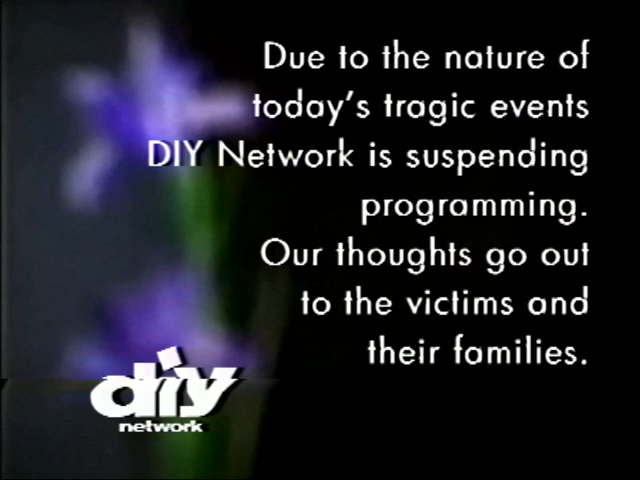 Due to the nature of
today's tragic events
DIY Network is suspending
programming.
Our thoughts go out
to the victims and
their families.
diy
network